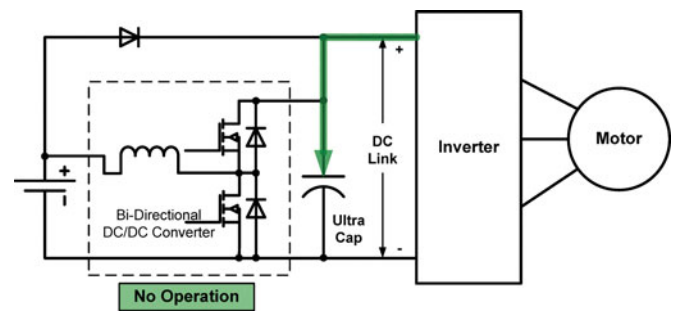 +
DC
Link
-
Inverter
Motor
+
-
Bi-Directional
DC/DC Converter
Ultra
Cap
No Operation